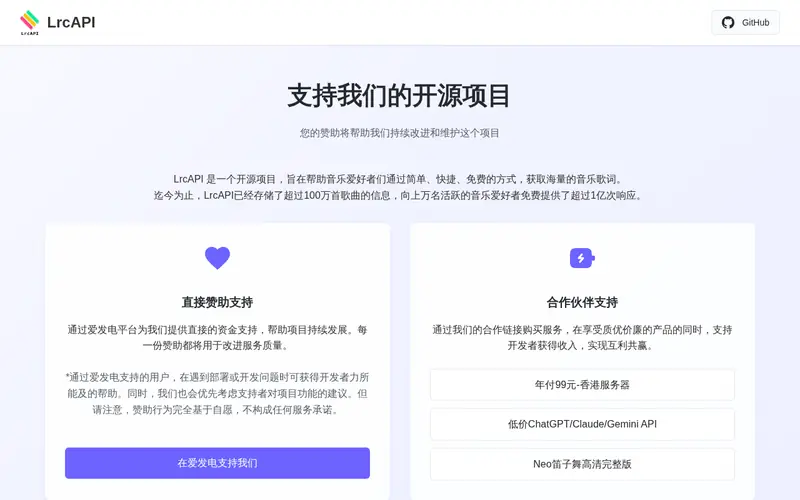 LrcAPI
LrcAPI
GitHub
支持我们的开源项目
您的赞助将帮助我们持续改进和维护这个项目
LrcAPI 是一个开源项目，旨在帮助音乐爱好者们通过简单、快捷、免费的方式，获取海量的音乐歌词。
迄今为止，LrcAPI已经存储了超过100万首歌曲的信息，向上万名活跃的音乐爱好者免费提供了超过1亿次响应。
直接赞助支持
通过爱发电平台为我们提供直接的资金支持，帮助项目持续发展。每
一份赞助都将用于改进服务质量。
*通过爱发电支持的用户，在遇到部署或开发问题时可获得开发者力所
能及的帮助。同时，我们也会优先考虑支持者对项目功能的建议。但
请注意，赞助行为完全基于自愿，不构成任何服务承诺。
在爱发电支持我们
合作伙伴支持
通过我们的合作链接购买服务，在享受质优价廉的产品的同时，支持
开发者获得收入，实现互利共赢。
年付99元-香港服务器
低价ChatGPT/Claude/Gemini API
Neo笛子舞高清完整版